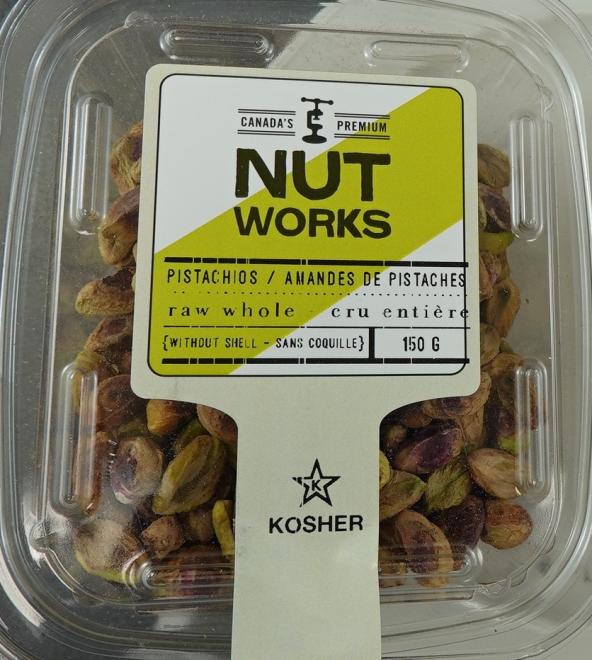 CANADA'S PREMIUM
NUT
WORKS
PISTACHIOS / AMANDES DE PISTACHES
raw whole - cru entière
{WITHOUT SHELL - SANS COQUILLE} 150 G
K
KOSHER